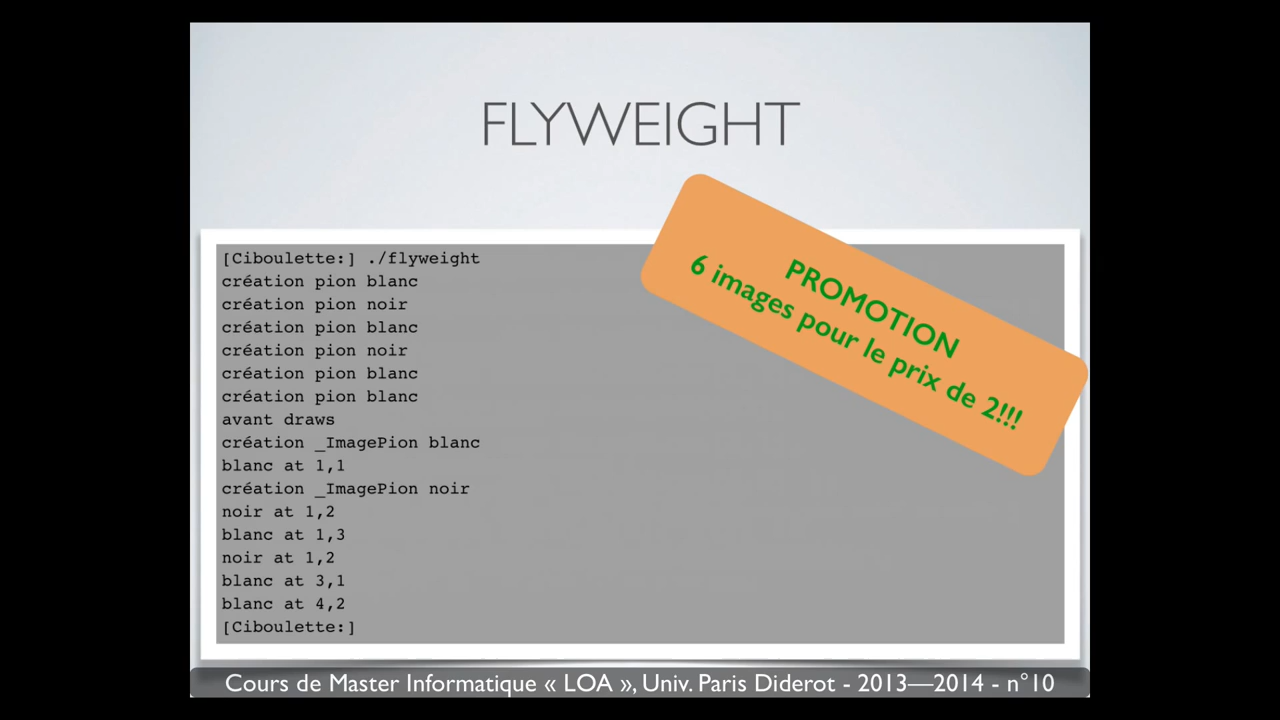 FLYWEIGHT
PROMOTION
6 images pour le prix de 2!!!
[Ciboulette:] ./flyweight
création pion blanc
création pion noir
création pion blanc
création pion noir
création pion blanc
création pion blanc
avant draws
création _ImagePion blanc
blanc at 1,1
création _ImagePion noir
noir at 1,2
blanc at 1,3
noir at 1,2
blanc at 3,1
blanc at 4,2
[Ciboulette:]
Cours de Master Informatique « LOA », Univ. Paris Diderot - 2013—2014 - n°10